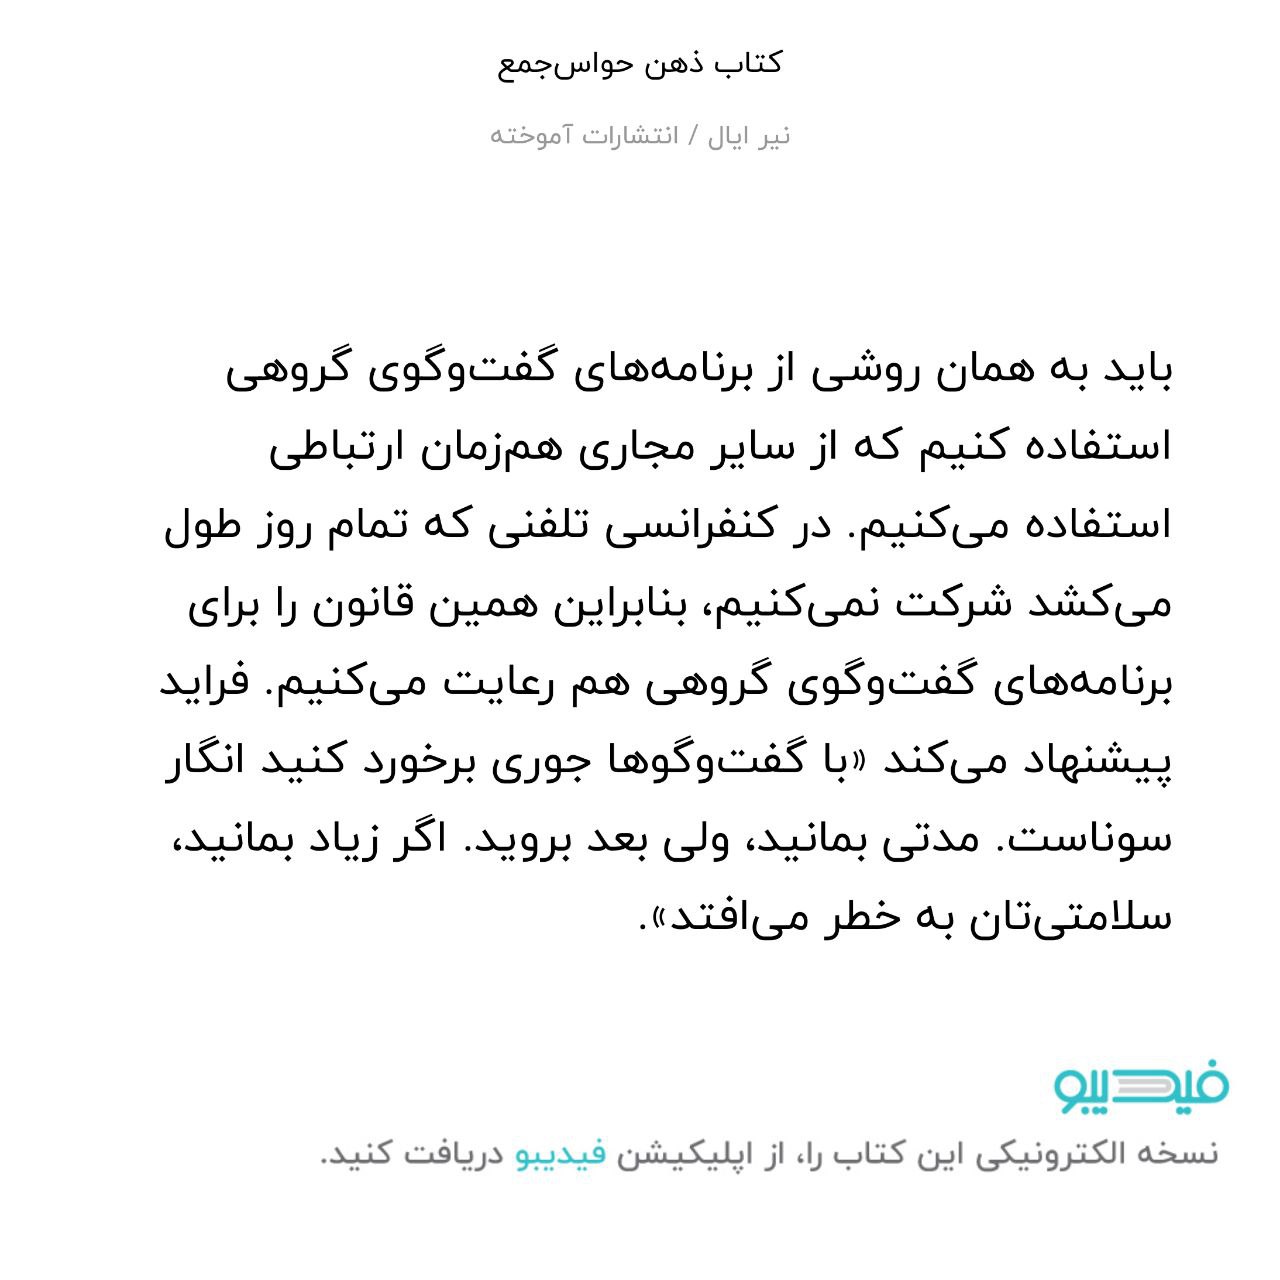 کتاب ذهن حواس‌جمع
نیر ایال / انتشارات آموخته
باید به همان روشی از برنامه‌های گفت‌وگوی گروهی
استفاده کنیم که از سایر مجاری هم‌زمان ارتباطی
استفاده می‌کنیم. در کنفرانسی تلفنی که تمام روز طول
می‌کشد شرکت نمی‌کنیم، بنابراین همین قانون را برای
برنامه‌های گفت‌وگوی گروهی هم رعایت می‌کنیم. فراید
پیشنهاد می‌کند «با گفت‌وگوها جوری برخورد کنید انگار
سوناست. مدتی بمانید، ولی بعد بروید. اگر زیاد بمانید،
سلامتی‌تان به خطر می‌افتد».
فیدیبو
نسخه الکترونیکی این کتاب را، از اپلیکیشن فیدیبو دریافت کنید.